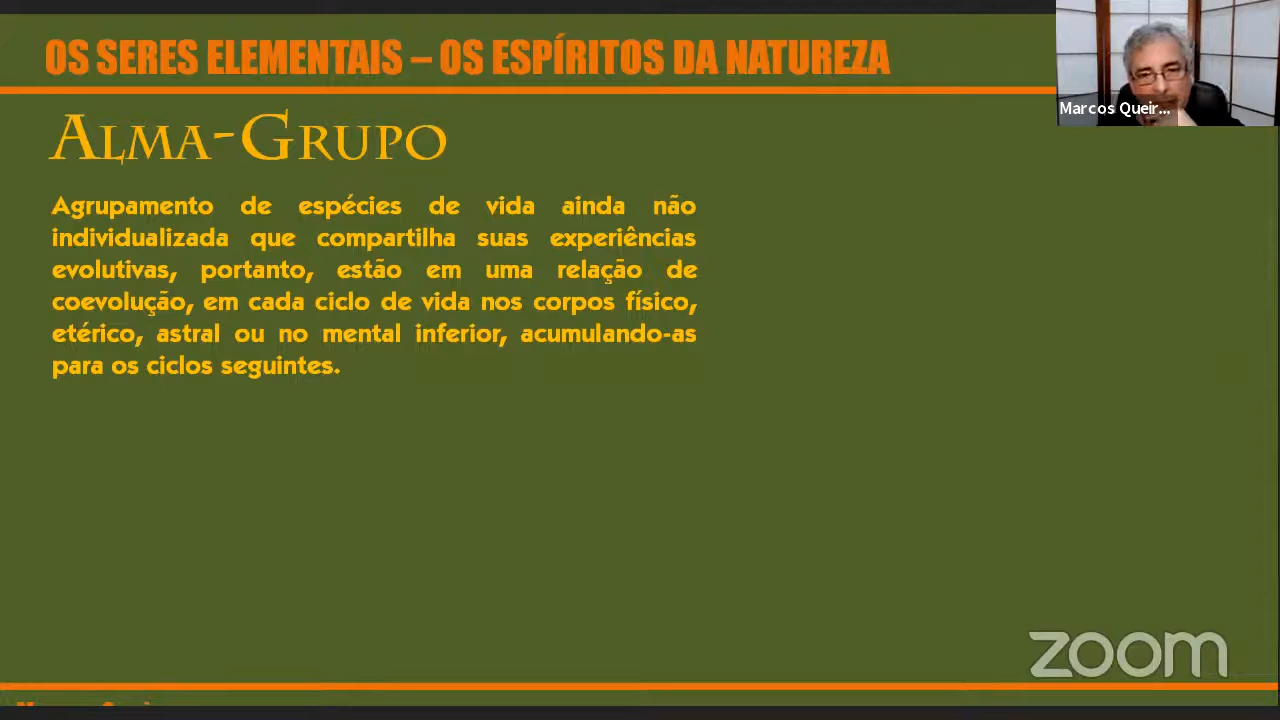 OS SERES ELEMENTAIS – OS ESPÍRITOS DA NATUREZA
Marcos Queir...
ALMA-GRUPO
Agrupamento de espécies de vida ainda não
individualizada que compartilha suas experiências
evolutivas, portanto, estão em uma relação de
coevolução, em cada ciclo de vida nos corpos físico,
etérico, astral ou no mental inferior, acumulando-as
para os ciclos seguintes.
zoom